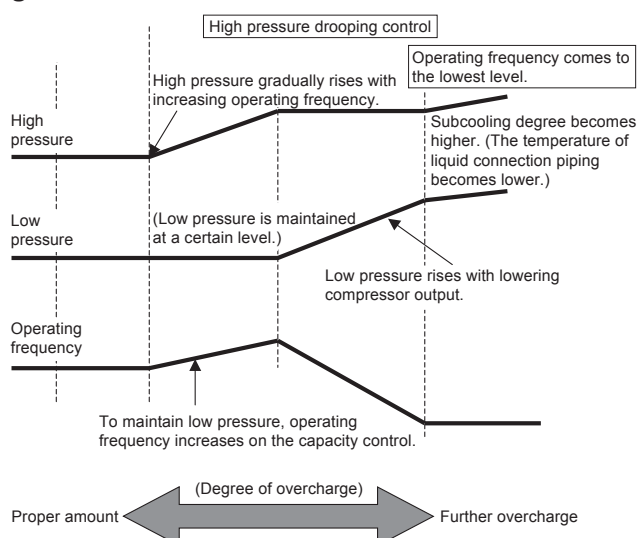 High pressure drooping control
Operating frequency comes to
the lowest level.
High pressure gradually rises with
increasing operating frequency.
High
pressure
Subcooling degree becomes
higher. (The temperature of
liquid connection piping
becomes lower.)
Low
pressure
(Low pressure is maintained
at a certain level.)
Low pressure rises with lowering
compressor output.
Operating
frequency
To maintain low pressure, operating
frequency increases on the capacity control.
(Degree of overcharge)
Proper amount
Further overcharge